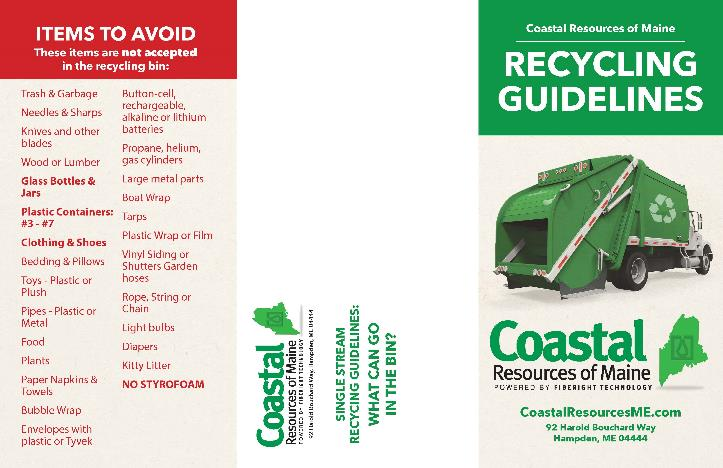 ITEMS TO AVOID
These items are not accepted
in the recycling bin:
Trash & Garbage
Needles & Sharps
Knives and other
blades
Wood or Lumber
Glass Bottles &
Jars
Plastic Containers:
#3 - #7
Clothing & Shoes
Bedding & Pillows
Toys - Plastic or
Plush
Pipes - Plastic or
Metal
Food
Plants
Paper Napkins &
Towels
Bubble Wrap
Envelopes with
plastic or Tyvek
Button-cell,
rechargeable,
alkaline or lithium
batteries
Propane, helium,
gas cylinders
Large metal parts
Boat Wrap
Tarps
Plastic Wrap or Film
Vinyl Siding or
Shutters Garden
hoses
Rope, String or
Chain
Light bulbs
Diapers
Kitty Litter
NO STYROFOAM
Coastal
Resources of Maine
POWERED BY FIBERIGHT TECHNOLOGY
92 Harold Bouchard Way, Hampden, ME 04444
SINGLE STREAM
RECYCLING GUIDELINES:
WHAT CAN GO
IN THE BIN?
Coastal Resources of Maine
RECYCLING
GUIDELINES
Coastal
Resources of Maine
POWERED BY FIBERIGHT TECHNOLOGY
CoastalResourcesME.com
92 Harold Bouchard Way
Hampden, ME 04444